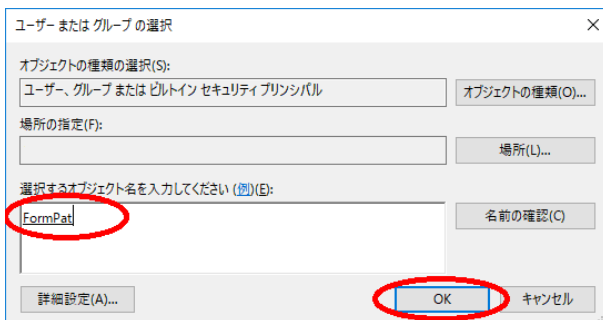 ユーザー または グループ の選択
オブジェクトの種類の選択(S):
ユーザー、グループ または ビルトイン セキュリティ プリンシパル
オブジェクトの種類(O)...
場所の指定(F):
場所(L)...
選択するオブジェクト名を入力してください (例)(E):
FormPat
名前の確認(C)
詳細設定(A)...
OK
キャンセル